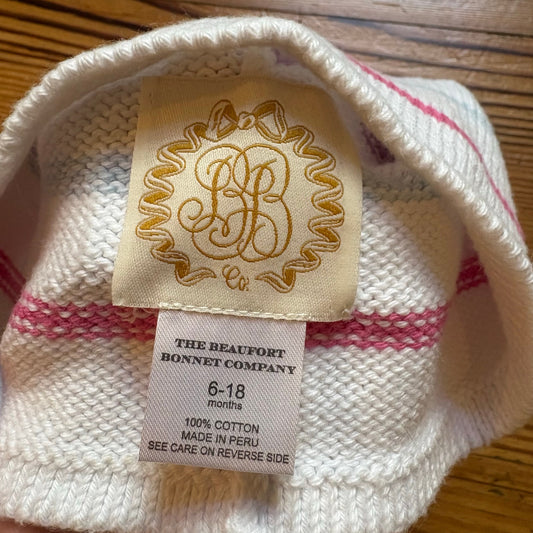 BB
Co.
THE BEAUFORT
BONNET COMPANY
6-18
months
100% COTTON
MADE IN PERU
SEE CARE ON REVERSE SIDE